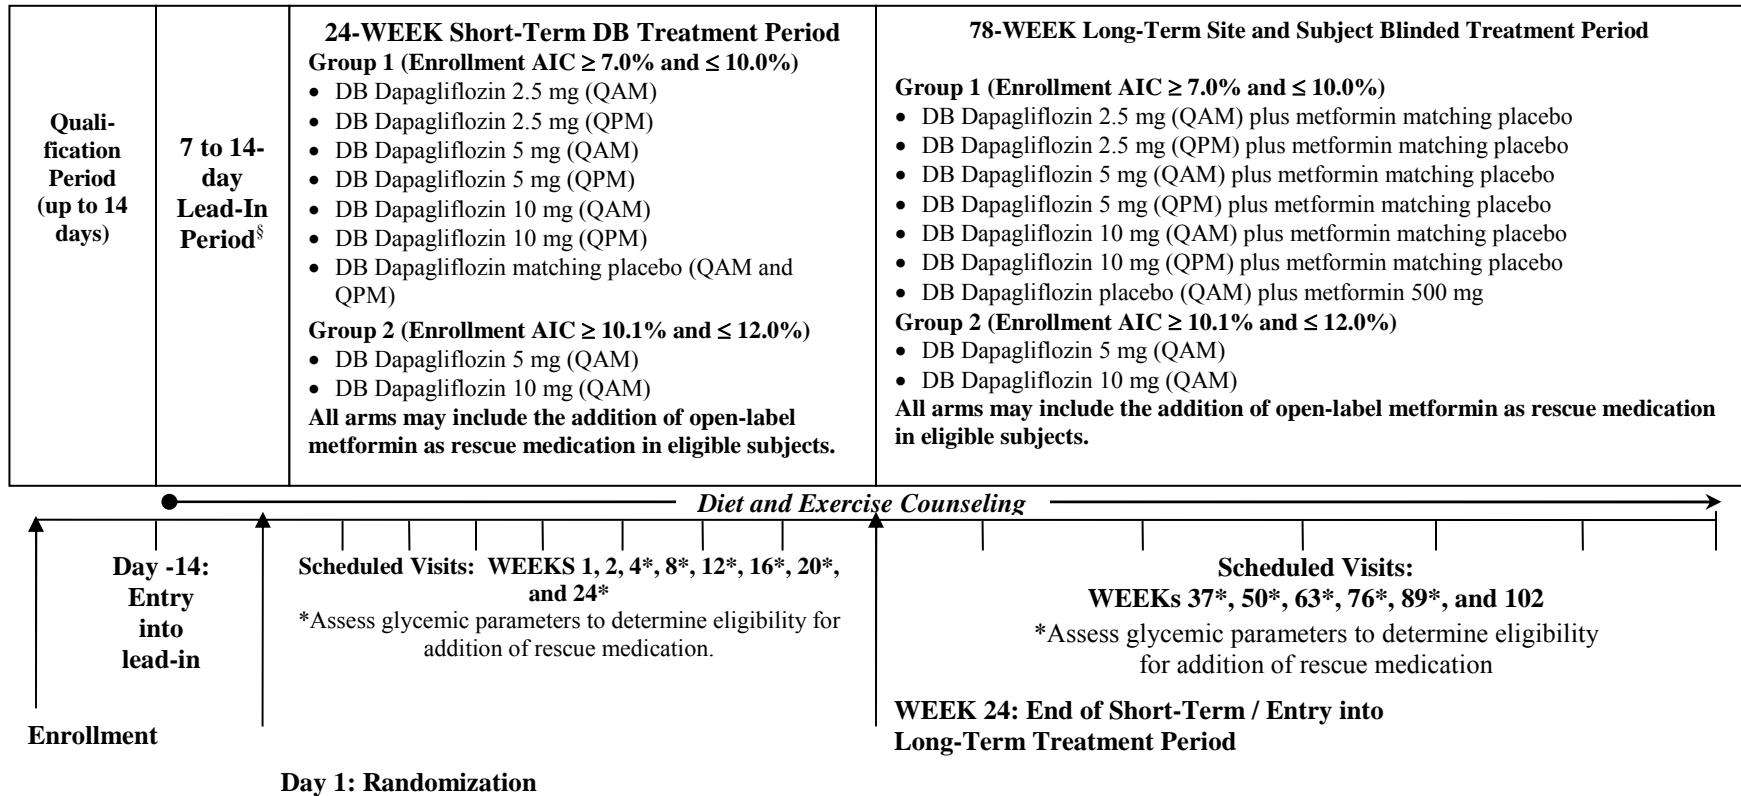 Quali-
fication
Period
(up to 14
days)
7 to 14-
day
Lead-In
Period§
24-WEEK Short-Term DB Treatment Period
Group 1 (Enrollment AIC ≥ 7.0% and ≤ 10.0%)
• DB Dapagliflozin 2.5 mg (QAM)
• DB Dapagliflozin 2.5 mg (QPM)
• DB Dapagliflozin 5 mg (QAM)
• DB Dapagliflozin 5 mg (QPM)
• DB Dapagliflozin 10 mg (QAM)
• DB Dapagliflozin 10 mg (QPM)
• DB Dapagliflozin matching placebo (QAM and
QPM)
Group 2 (Enrollment AIC ≥ 10.1% and ≤ 12.0%)
• DB Dapagliflozin 5 mg (QAM)
• DB Dapagliflozin 10 mg (QAM)
All arms may include the addition of open-label
metformin as rescue medication in eligible subjects.
78-WEEK Long-Term Site and Subject Blinded Treatment Period
Group 1 (Enrollment AIC ≥ 7.0% and ≤ 10.0%)
• DB Dapagliflozin 2.5 mg (QAM) plus metformin matching placebo
• DB Dapagliflozin 2.5 mg (QPM) plus metformin matching placebo
• DB Dapagliflozin 5 mg (QAM) plus metformin matching placebo
• DB Dapagliflozin 5 mg (QPM) plus metformin matching placebo
• DB Dapagliflozin 10 mg (QAM) plus metformin matching placebo
• DB Dapagliflozin 10 mg (QPM) plus metformin matching placebo
• DB Dapagliflozin placebo (QAM) plus metformin 500 mg
Group 2 (Enrollment AIC ≥ 10.1% and ≤ 12.0%)
• DB Dapagliflozin 5 mg (QAM)
• DB Dapagliflozin 10 mg (QAM)
All arms may include the addition of open-label metformin as rescue medication
in eligible subjects.
Diet and Exercise Counseling
Day -14:
Entry
into
lead-in
Scheduled Visits: WEEKS 1, 2, 4*, 8*, 12*, 16*, 20*,
and 24*
*Assess glycemic parameters to determine eligibility for
addition of rescue medication.
Scheduled Visits:
WEEKs 37*, 50*, 63*, 76*, 89*, and 102
*Assess glycemic parameters to determine eligibility
for addition of rescue medication
Enrollment
WEEK 24: End of Short-Term / Entry into
Long-Term Treatment Period
Day 1: Randomization